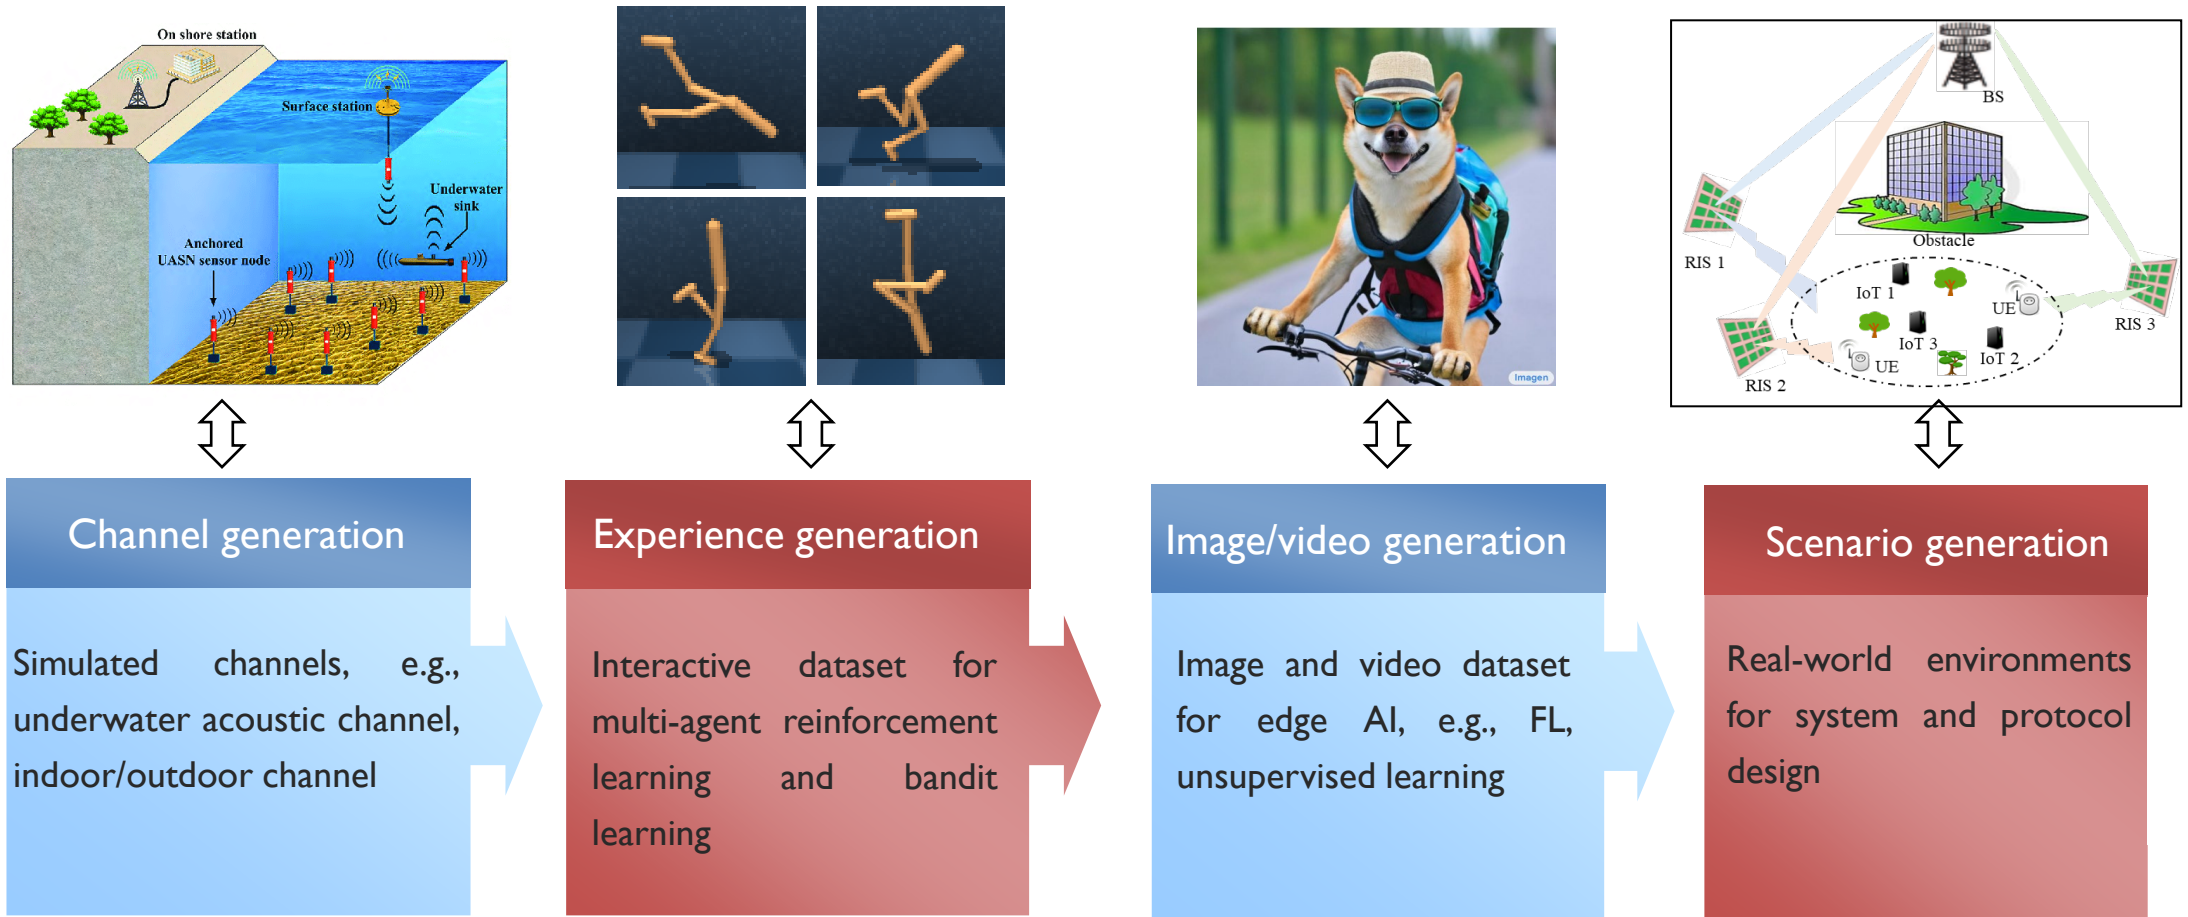 On shore station
Surface station
Underwater
sink
Anchored
UASN sensor node
Imagen
BS
Obstacle
RIS 1
IoT 1
UE
RIS 3
IoT 3
IoT 2
UE
RIS 2
Channel generation
Simulated channels, e.g.,
underwater acoustic channel,
indoor/outdoor channel
Experience generation
Interactive dataset for
multi-agent reinforcement
learning and bandit
learning
Image/video generation
Image and video dataset
for edge AI, e.g., FL,
unsupervised learning
Scenario generation
Real-world environments
for system and protocol
design